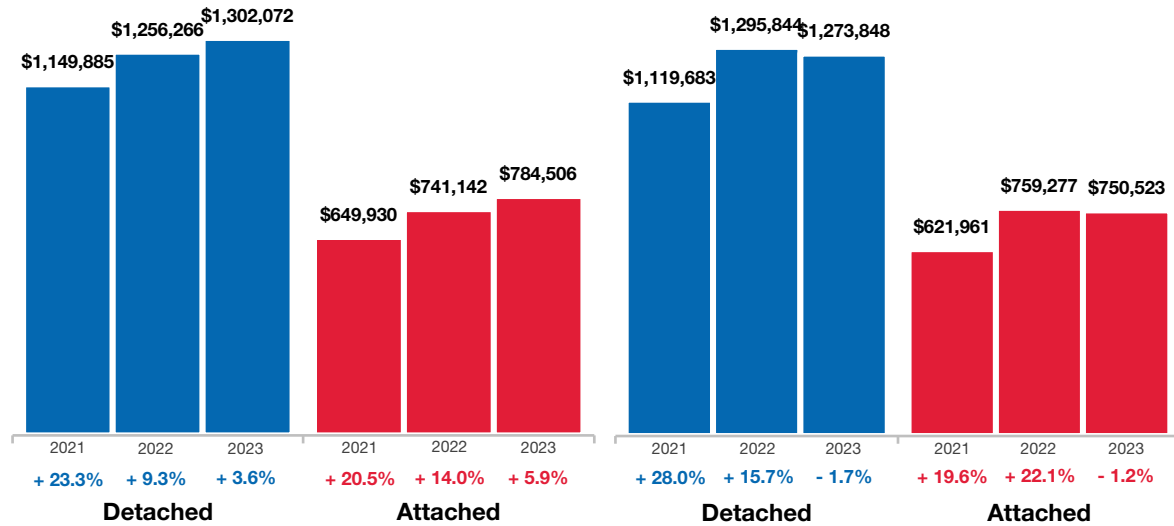 $1,149,885
$1,256,266
$1,302,072
$649,930
$741,142
$784,506
2021 2022 2023 2021 2022 2023
+ 23.3% + 9.3% + 3.6% + 20.5% + 14.0% + 5.9%
Detached Attached
$1,119,683
$1,295,844
$1,273,848
$621,961
$759,277
$750,523
2021 2022 2023 2021 2022 2023
+ 28.0% + 15.7% - 1.7% + 19.6% + 22.1% - 1.2%
Detached Attached